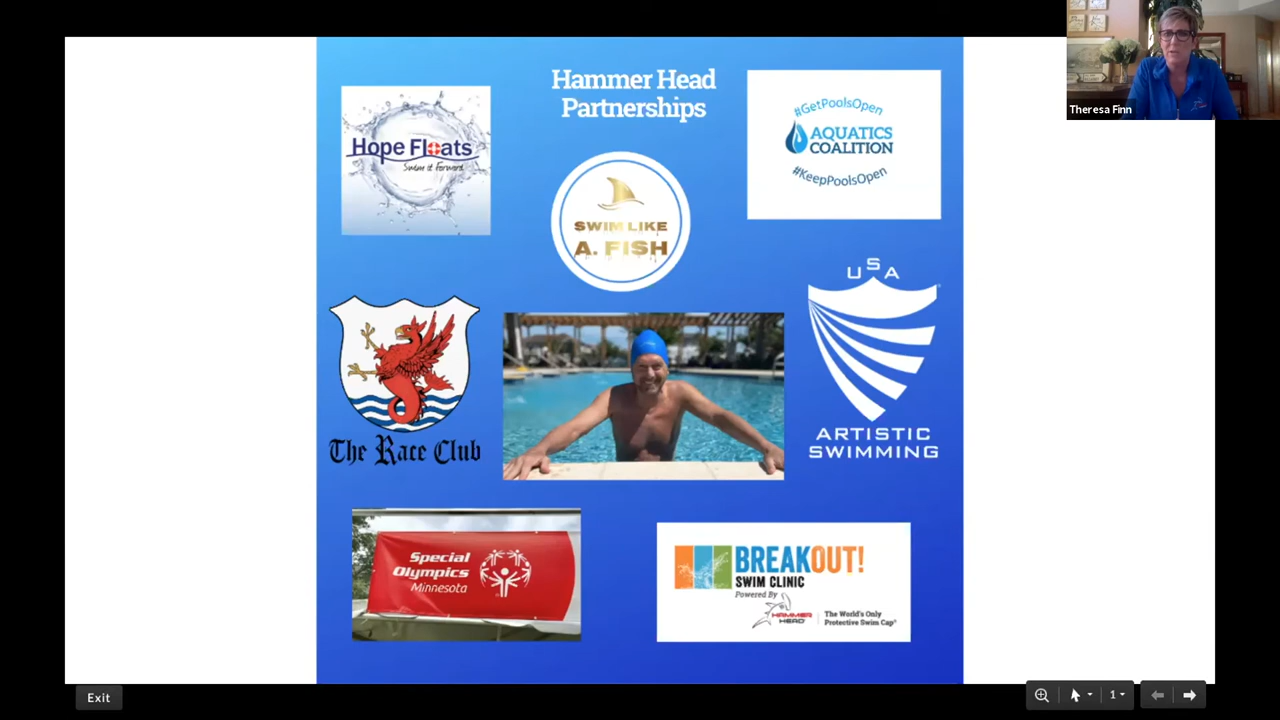 Theresa Finn
Hammer Head
Partnerships
Hope Floats
Swim it Forward
#GetPoolsOpen
AQUATICS
COALITION
#KeepPoolsOpen
SWIM LIKE
A. FISH
USA
ARTISTIC
SWIMMING
The Race Club
Special
Olympics
Minnesota
BREAKOUT!
SWIM CLINIC
Powered By
HAMMER
HEAD
The World's Only
Protective Swim Cap
Exit
1